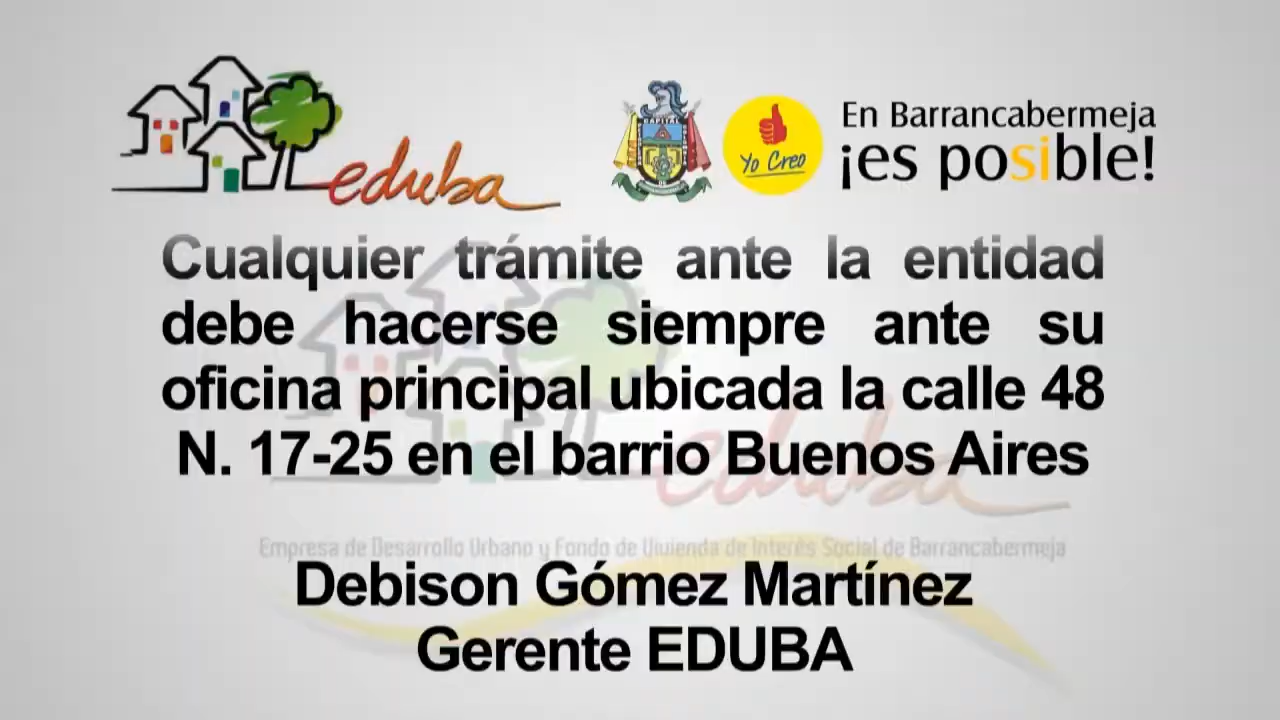 eduba
CAPITAL
Yo Creo
En Barrancabermeja
¡es posible!
Cualquier trámite ante la entidad
debe hacerse siempre ante su
oficina principal ubicada la calle 48
N. 17-25 en el barrio Buenos Aires
eduba
Empresa de Desarrollo Urbano y Fondo de Vivienda de Interés Social de Barrancabermeja
Debison Gómez Martínez
Gerente EDUBA